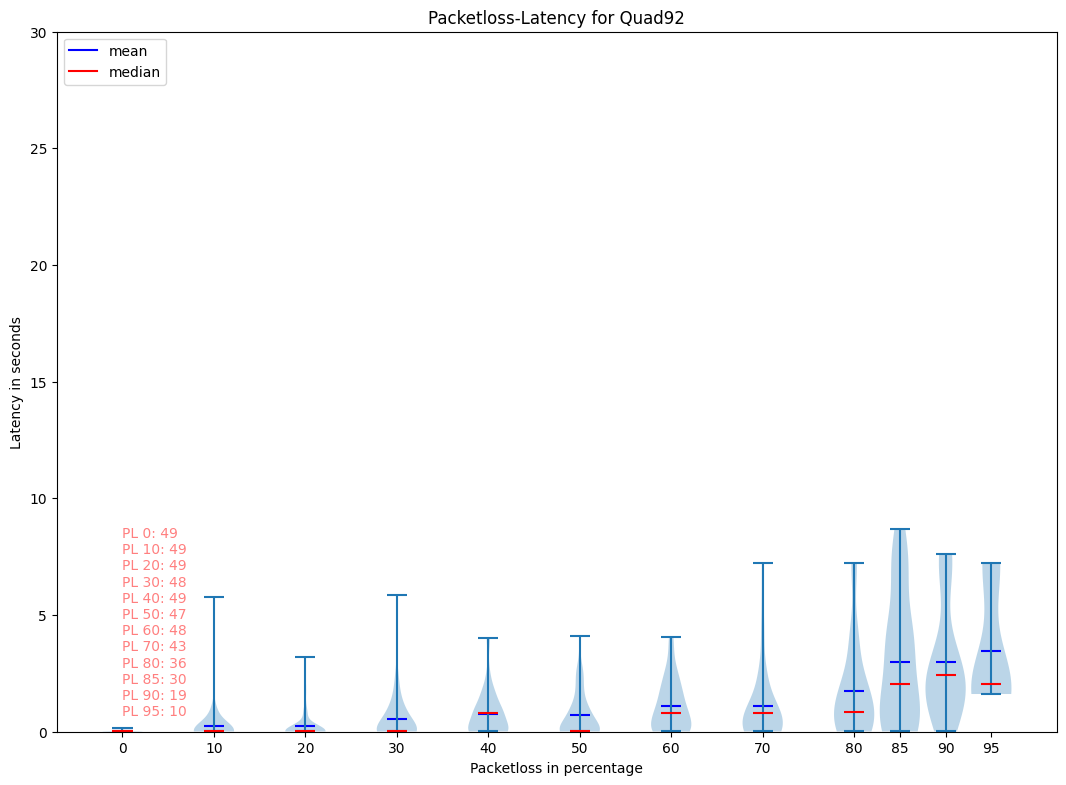 Packetloss-Latency for Quad92
30
mean
median
25
20
15
10
5
0
Latency in seconds
PL 0: 49
PL 10: 49
PL 20: 49
PL 30: 48
PL 40: 49
PL 50: 47
PL 60: 48
PL 70: 43
PL 80: 36
PL 85: 30
PL 90: 19
PL 95: 10
0 10 20 30 40 50 60 70 80 85 90 95
Packetloss in percentage